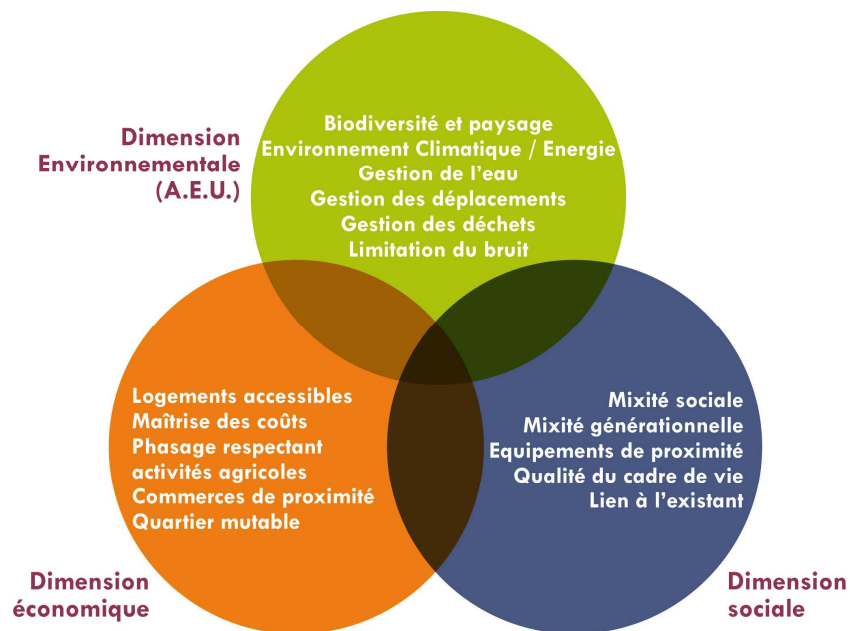 Dimension
Environnementale
(A.E.U.)
Biodiversité et paysage
Environnement Climatique / Energie
Gestion de l'eau
Gestion des déplacements
Gestion des déchets
Limitation du bruit
Logements accessibles
Maîtrise des coûts
Phasage respectant
activités agricoles
Commerces de proximité
Quartier mutable
Mixité sociale
Mixité générationnelle
Equipements de proximité
Qualité du cadre de vie
Lien à l'existant
Dimension
économique
Dimension
sociale